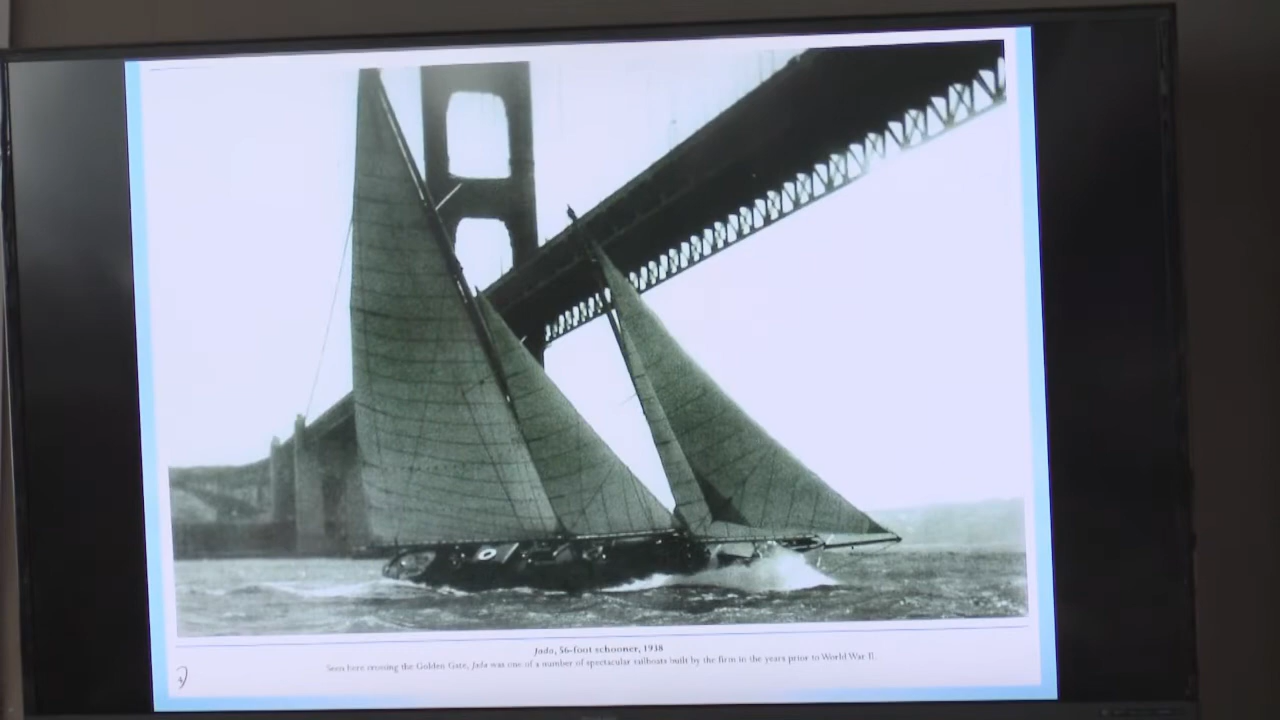 Jada, 56-foot schooner, 1938
Seen here crossing the Golden Gate, Jada was one of a number of spectacular sailboats built by the firm in the years prior to World War II.